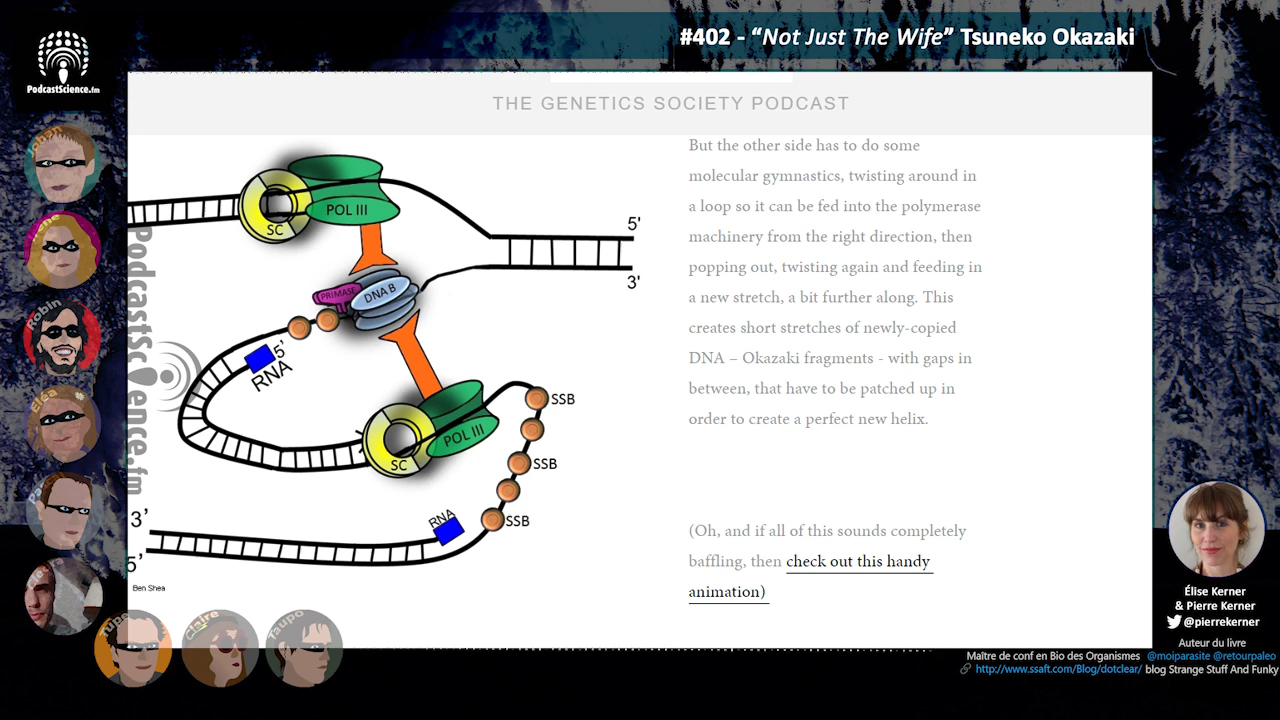 #402 - “Not Just The Wife” Tsuneko Okazaki
PodcastScience.fm
THE GENETICS SOCIETY PODCAST
But the other side has to do some
molecular gymnastics, twisting around in
a loop so it can be fed into the polymerase
machinery from the right direction, then
popping out, twisting again and feeding in
a new stretch, a bit further along. This
creates short stretches of newly-copied
DNA – Okazaki fragments - with gaps in
between, that have to be patched up in
order to create a perfect new helix.
(Oh, and if all of this sounds completely
baffling, then check out this handy
animation)
POL III
SC
5'
3'
PRIMASE
DNA B
5'
RNA
SSB
POL III
SC
SSB
SSB
RNA
3’
5’
Ben Shea
PodcastScience.fm
Robin
Eléa
Claire
Taupo
Élise Kerner
& Pierre Kerner
@pierrekerner
Auteur du livre
Maître de conf en Bio des Organismes @moiparasite @retourpaleo
http://www.ssaft.com/Blog/dotclear/ blog Strange Stuff And Funky